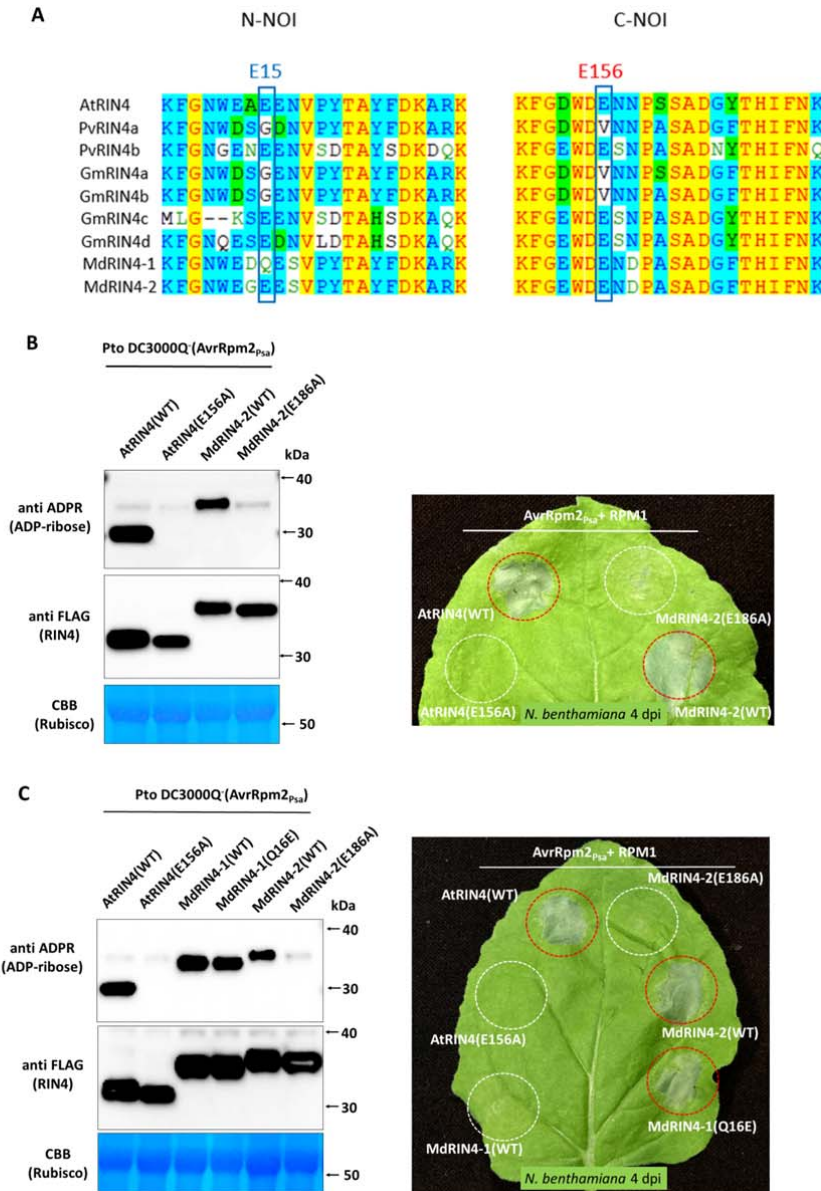 A
N-NOI C-NOI
E15 E156
AtRIN4 KFGNWEAEENVPYTAYFDKARK KFGDWDENNPSSADGYTHIFNK
PvRIN4a KFGNWDSGDNVPYTAYFDKARK KFGEWDVNNPASADGFTHIFNK
PvRIN4b KFGNGENEENVSDTAYSDKDQK KFGEWDESNPASADNYTHIFNK
GmRIN4a KFGNWDSGENVPYTAYFDKARK KFGDWDVNNPSSADGFTHIFNK
GmRIN4b KFGNWDSGENVPYTAYFDKARK KFGDWDVNNPASADGFTHIFNK
GmRIN4c MLG--KSEENVSDTAHSDKAQK KFGEWDESNPASADGYTHIFNK
GmRIN4d KFGNQESEDNVLDTAHSDKAQK KFGEWDESNPASADGYTHIFNK
MdRIN4-1 KFGNWEDQESVPYTAYFDKARK KFGEWDENDPASADGFTHIFNK
MdRIN4-2 KFGNWEGEESVPYTAYFDKARK KFGEWDENNPASADGFTHIFNK
B
Pto DC3000Q-(AvrRpm2Psa)
AtRIN4(WT) AtRIN4(E156A) MdRIN4-2(WT) MdRIN4-2(E186A)
kDa
anti ADPR
(ADP-ribose)
40
30
anti FLAG
(RIN4)
40
30
CBB
(Rubisco)
50
AvrRpm2Psa+ RPM1
AtRIN4(WT)
MdRIN4-2(E186A)
AtRIN4(E156A)
MdRIN4-2(WT)
N. benthamiana 4 dpi
C
Pto DC3000Q-(AvrRpm2Psa)
AtRIN4(WT) AtRIN4(E156A) MdRIN4-1(WT) MdRIN4-1(Q16E) MdRIN4-2(WT) MdRIN4-2(E186A)
kDa
anti ADPR
(ADP-ribose)
40
30
anti FLAG
(RIN4)
40
30
CBB
(Rubisco)
50
AvrRpm2Psa+ RPM1
MdRIN4-2(E186A)
AtRIN4(WT)
AtRIN4(E156A)
MdRIN4-2(WT)
MdRIN4-1(Q16E)
MdRIN4-1(WT)
N. benthamiana 4 dpi